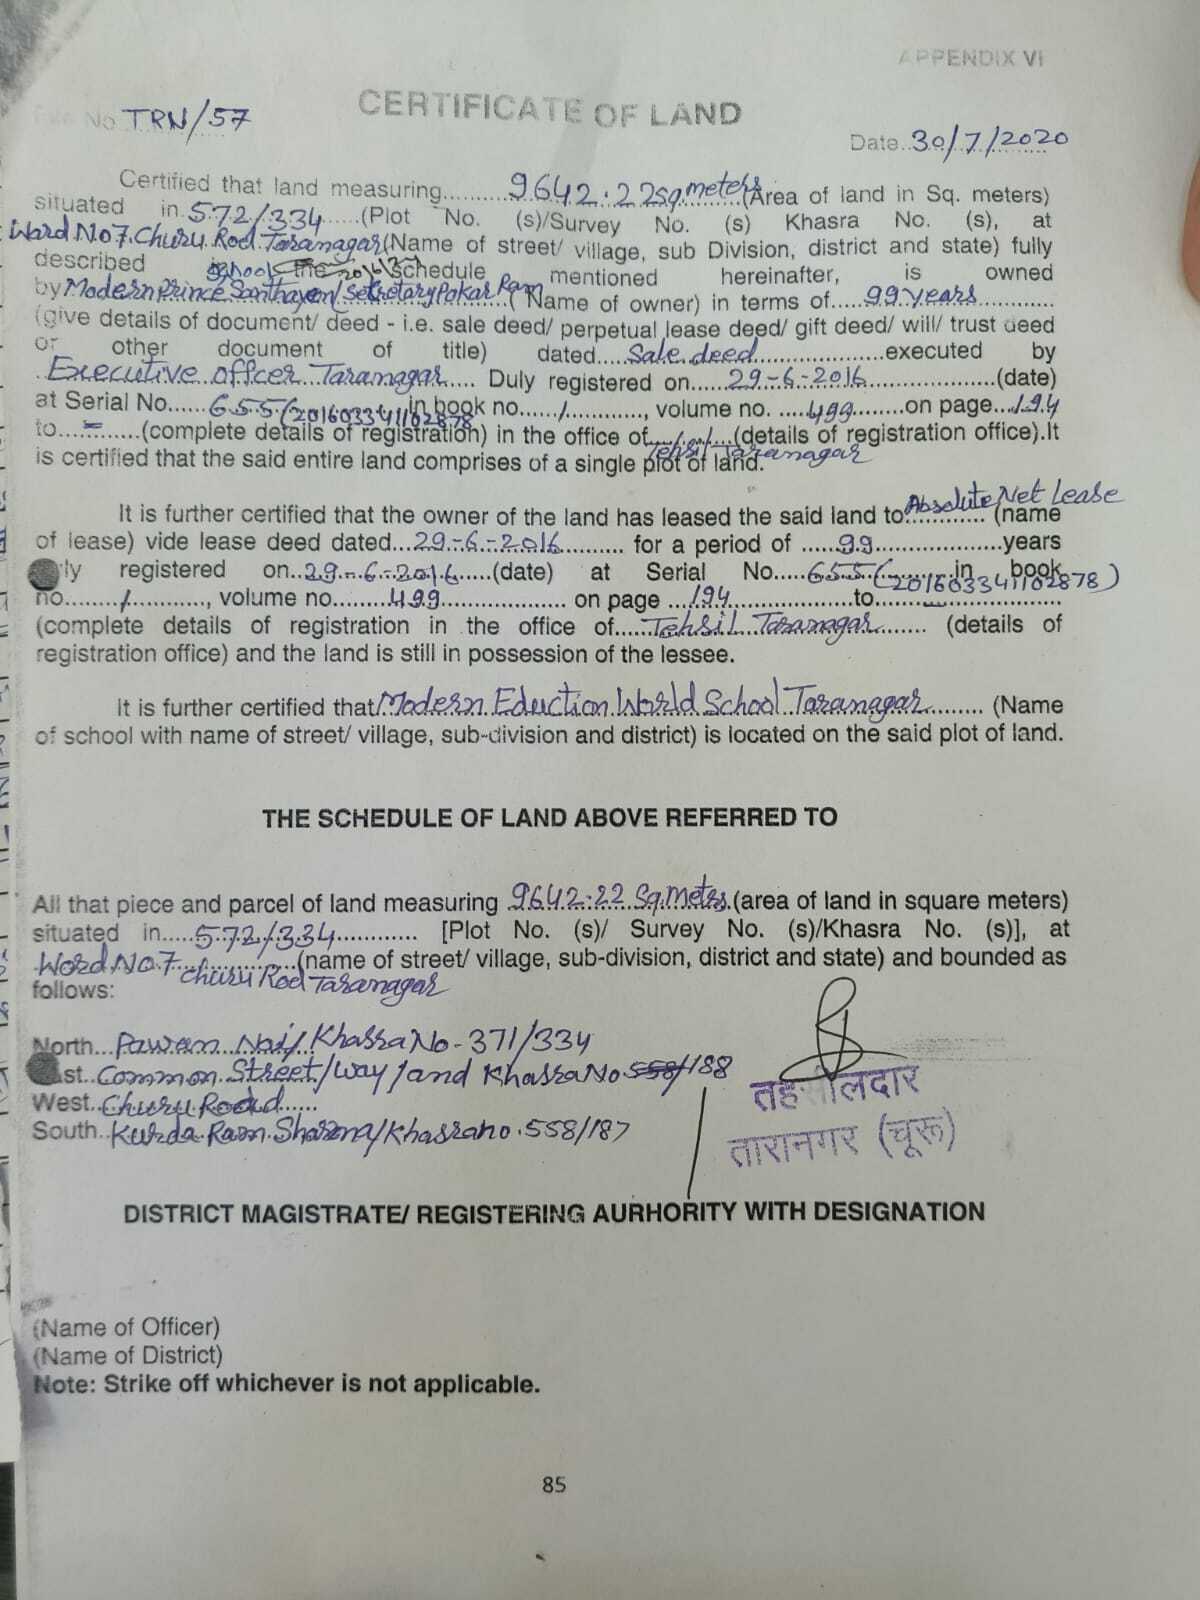 APPENDIX VI
CERTIFICATE OF LAND
File No TRN/57
Date..30/7/2020
Certified that land measuring..........9642.22sq.meters..(Area of land in Sq. meters)
situated in.572/334......(Plot No. (s)/Survey No. (s) Khasra No. (s), at
Ward No7.Churu Rod.Taranagar(Name of street/ village, sub Division, district and state) fully
described school the schedule mentioned hereinafter, is owned
by Modern Prince Sansthayen/Secretary Pokar Ram (Name of owner) in terms of.....99 years............
(give details of document/ deed - i.e. sale deed/ perpetual lease deed/ gift deed/ will/ trust deed
or other document of title) dated.....Sale.deed...................executed by
.Executive.offcer.Taranagar..... Duly registered on......29-6-2016...................(date)
at Serial No......655(201603341102878) in book no......1............, volume no. .....499.........on page...194
to....-.......(complete details of registration) in the office of Tehsil Taranagar (details of registration office).It
is certified that the said entire land comprises of a single plot of land.
It is further certified that the owner of the land has leased the said land to Absolute Net Lease (name
of lease) vide lease deed dated...29-6-2016.......... for a period of ......99...................years
registered on..29-6-2016......(date) at Serial No.....655(201603341102878) in book
no........1............, volume no........499................... on page ...194....................to...........................
(complete details of registration in the office of......Tehsil Taranagar........ (details of
registration office) and the land is still in possession of the lessee.
It is further certified that Modern Eduction World School Taranagar......... (Name
of school with name of street/ village, sub-division and district) is located on the said plot of land.
THE SCHEDULE OF LAND ABOVE REFERRED TO
All that piece and parcel of land measuring 9642.22 Sq.Meters.(area of land in square meters)
situated in.....572/334............ [Plot No. (s)/ Survey No. (s)/Khasra No. (s)], at
Word No7 Churu Rod Taranagar (name of street/ village, sub-division, district and state) and bounded as
follows:
North...Pawan Nai/Khasra No-371/334
East..Common Street/way/and Khasra No 558/188
West..Churu Road......
South..Kurda Ram Sharma/Khasra no.558/187
तहसीलदार
तारानगर (चूरू)
DISTRICT MAGISTRATE/ REGISTERING AURHORITY WITH DESIGNATION
(Name of Officer)
(Name of District)
Note: Strike off whichever is not applicable.
85